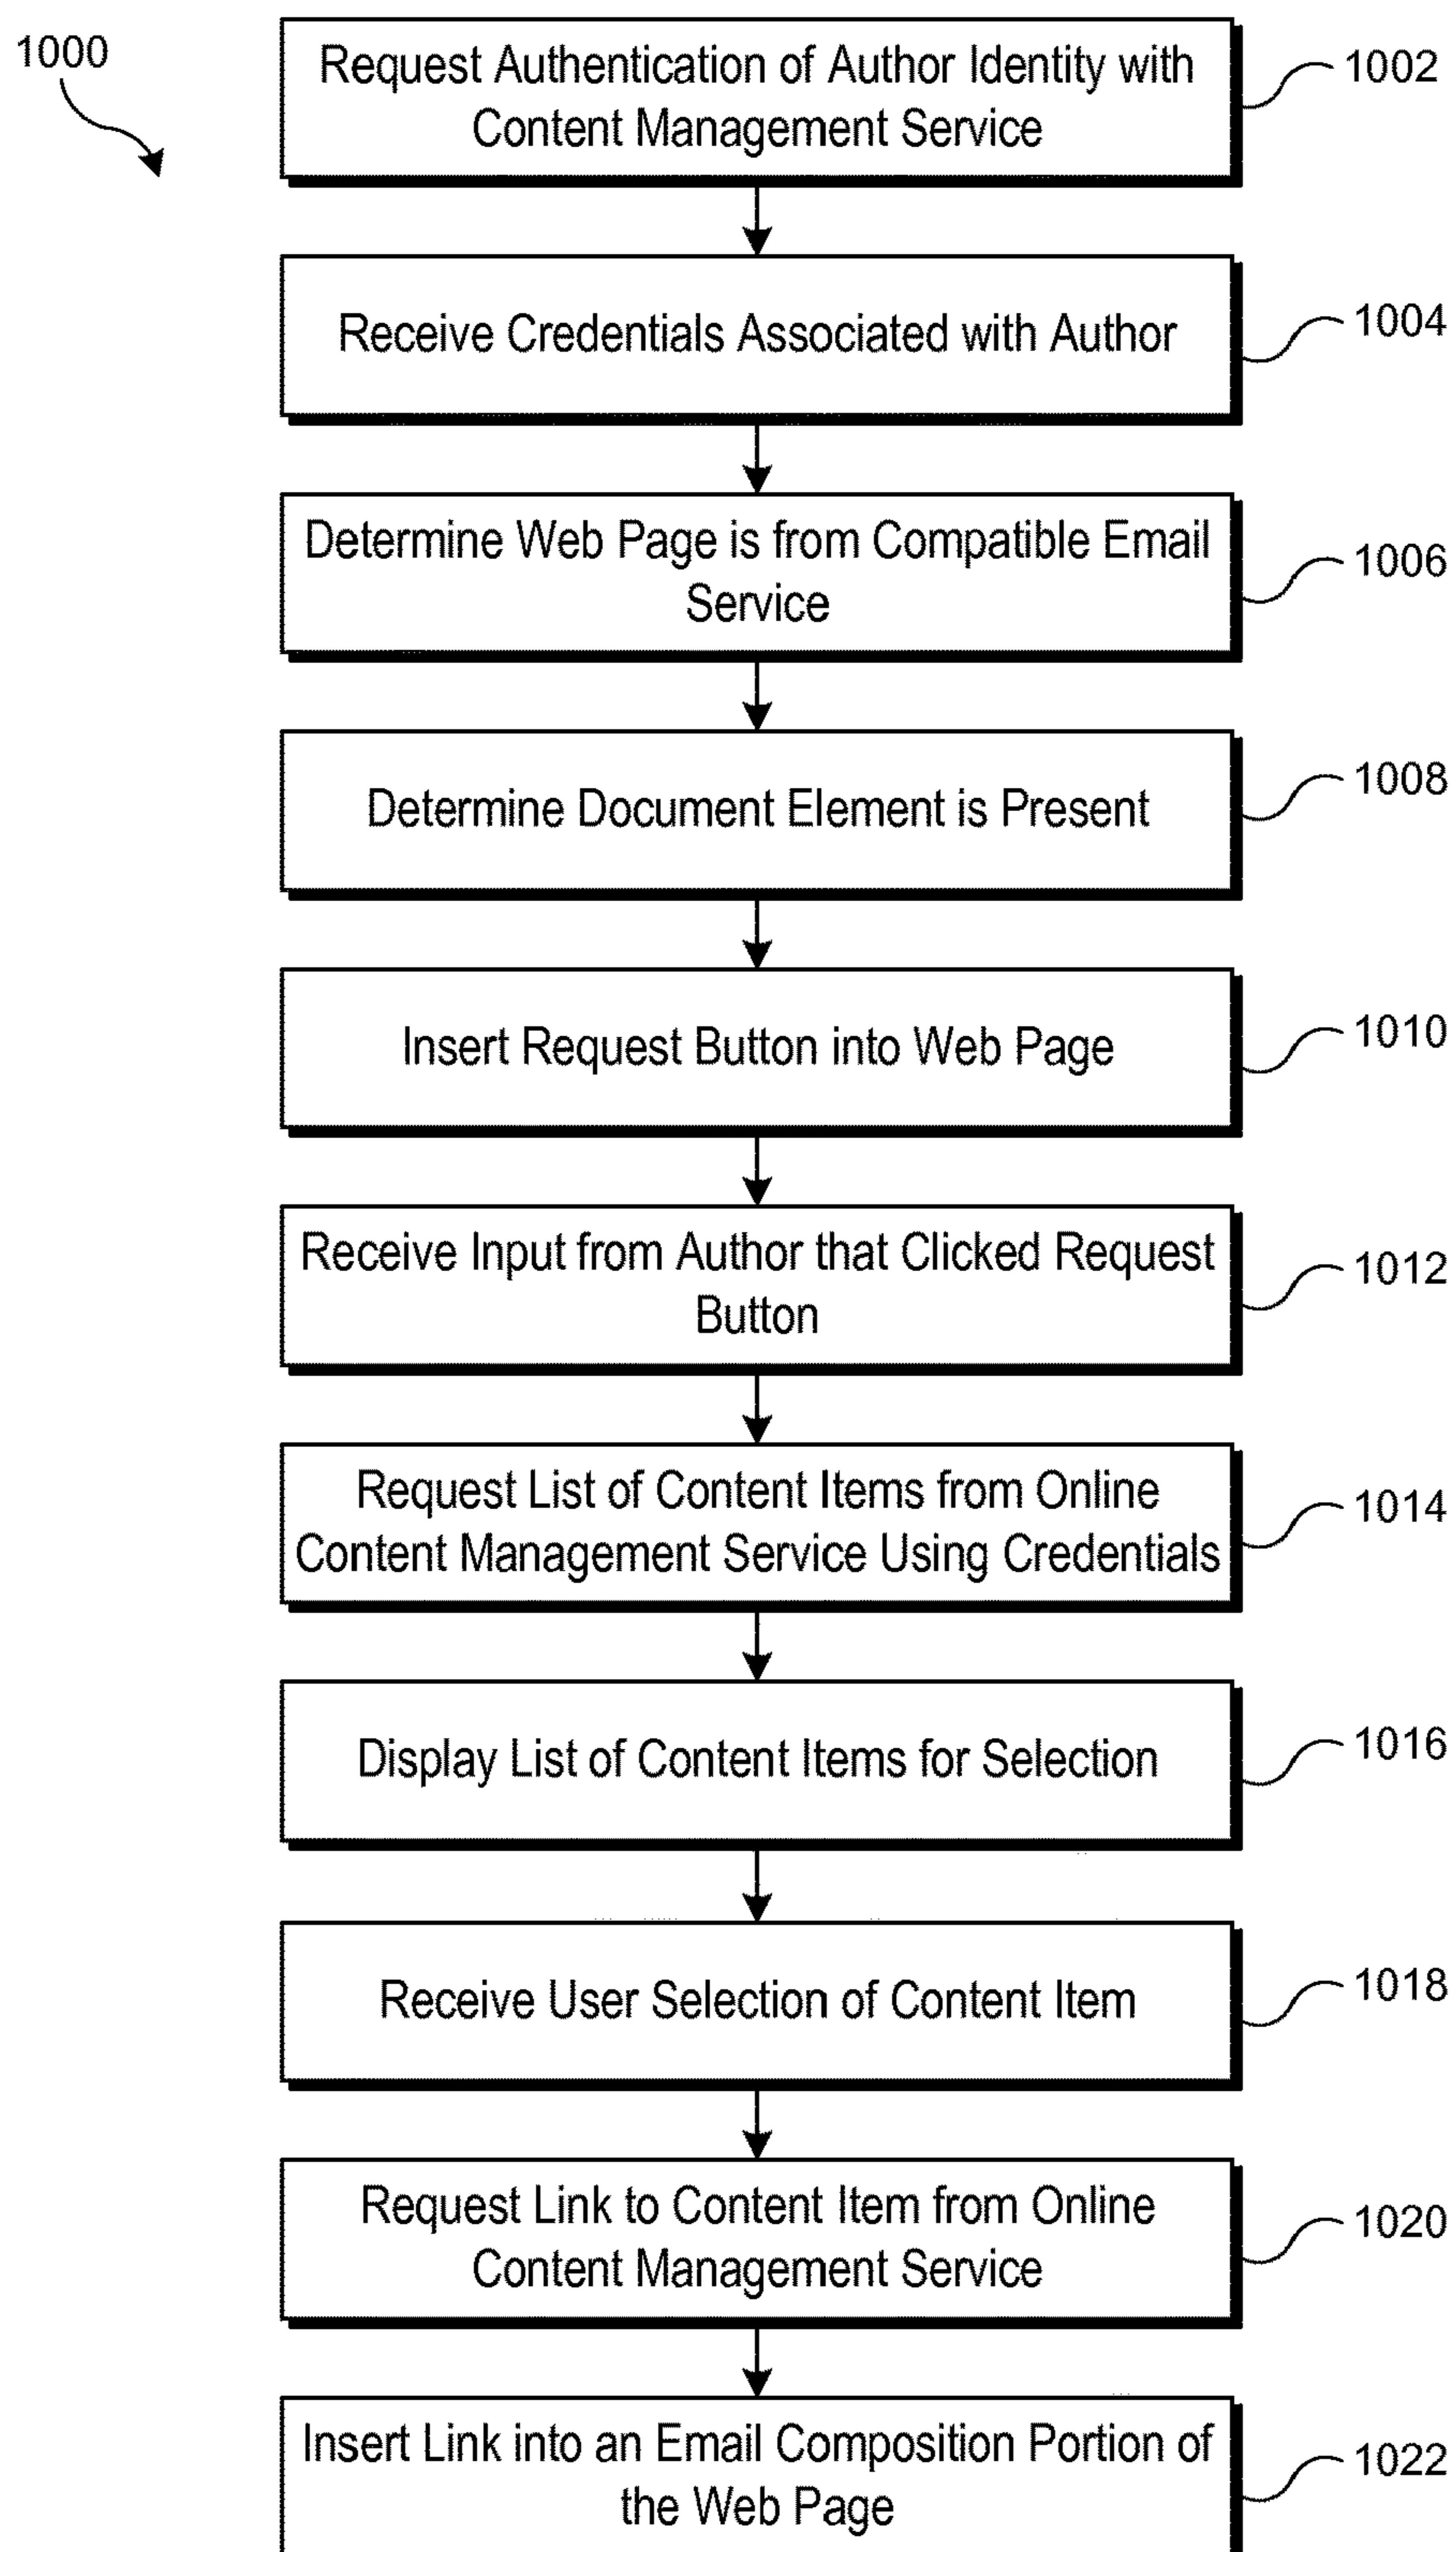 1000
Request Authentication of Author Identity with
Content Management Service
1002
Receive Credentials Associated with Author
1004
Determine Web Page is from Compatible Email
Service
1006
Determine Document Element is Present
1008
Insert Request Button into Web Page
1010
Receive Input from Author that Clicked Request
Button
1012
Request List of Content Items from Online
Content Management Service Using Credentials
1014
Display List of Content Items for Selection
1016
Receive User Selection of Content Item
1018
Request Link to Content Item from Online
Content Management Service
1020
Insert Link into an Email Composition Portion of
the Web Page
1022